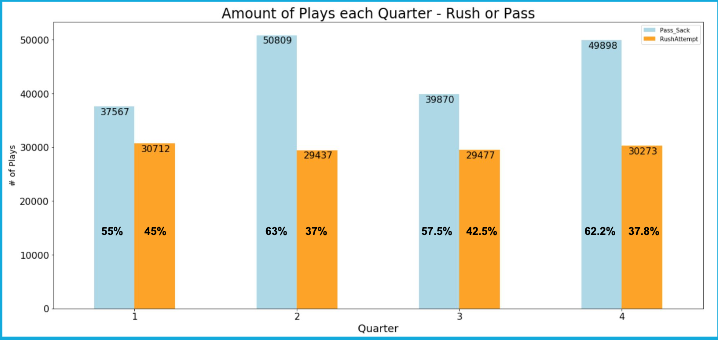 Amount of Plays each Quarter - Rush or Pass
Pass_Sack
RushAttempt
# of Plays
50000
40000
30000
20000
10000
0
37567
30712
50809
29437
39870
29477
49898
30273
55% 45% 63% 37% 57.5% 42.5% 62.2% 37.8%
1 2 3 4
Quarter